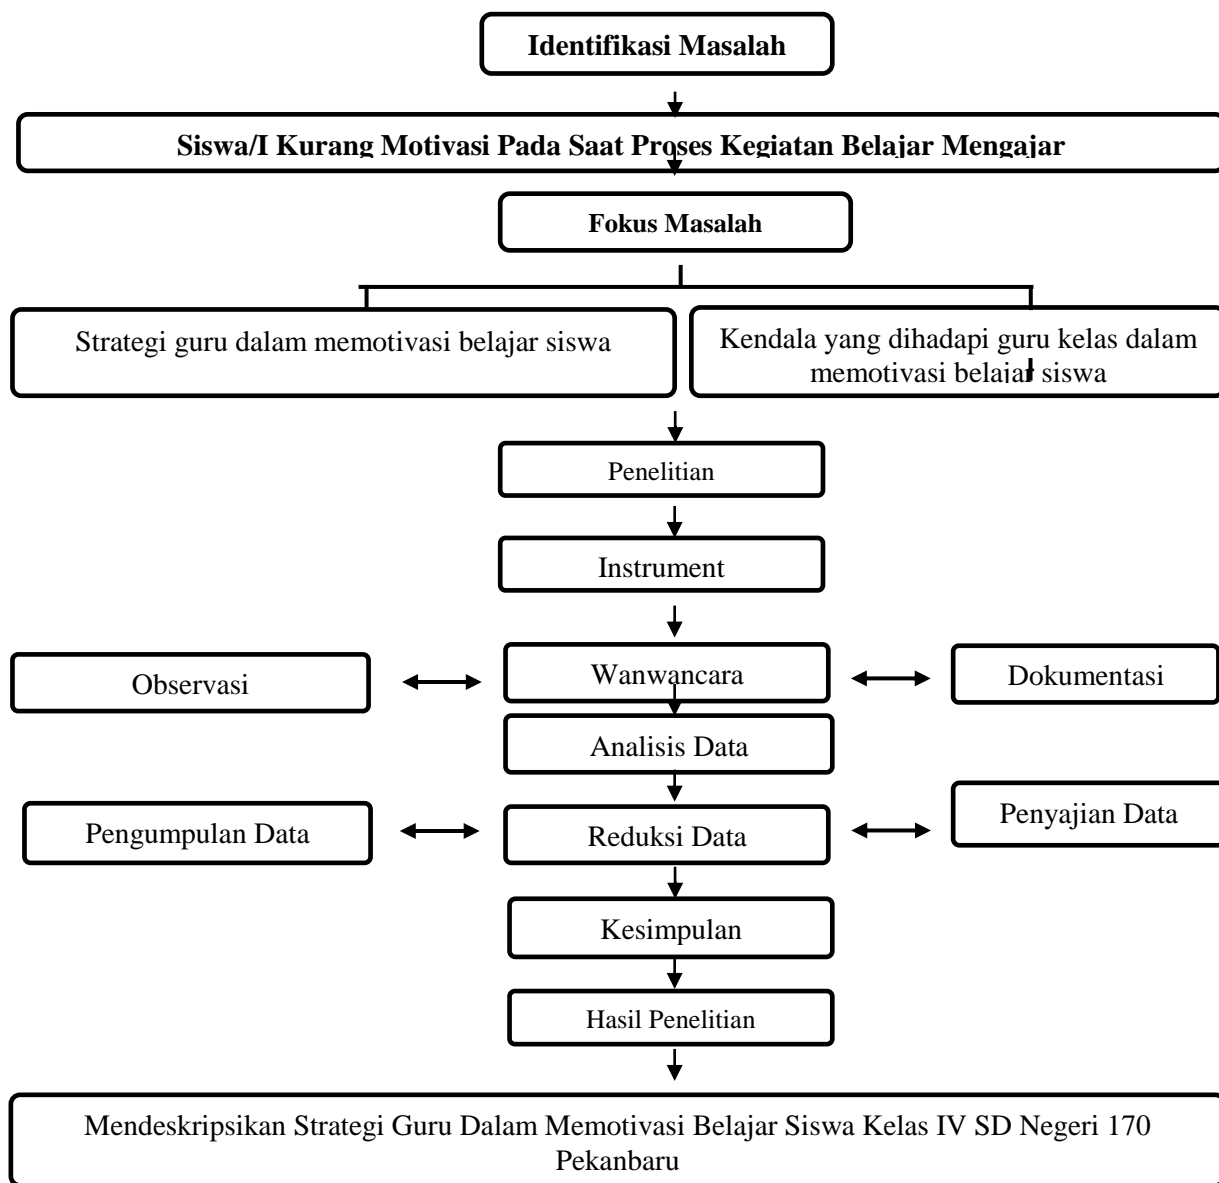 Identifikasi Masalah
Siswa/I Kurang Motivasi Pada Saat Proses Kegiatan Belajar Mengajar
Fokus Masalah
Strategi guru dalam memotivasi belajar siswa
Kendala yang dihadapi guru kelas dalam
memotivasi belajar siswa
Penelitian
Instrument
Observasi
Wanwancara
Dokumentasi
Analisis Data
Pengumpulan Data
Reduksi Data
Penyajian Data
Kesimpulan
Hasil Penelitian
Mendeskripsikan Strategi Guru Dalam Memotivasi Belajar Siswa Kelas IV SD Negeri 170
Pekanbaru